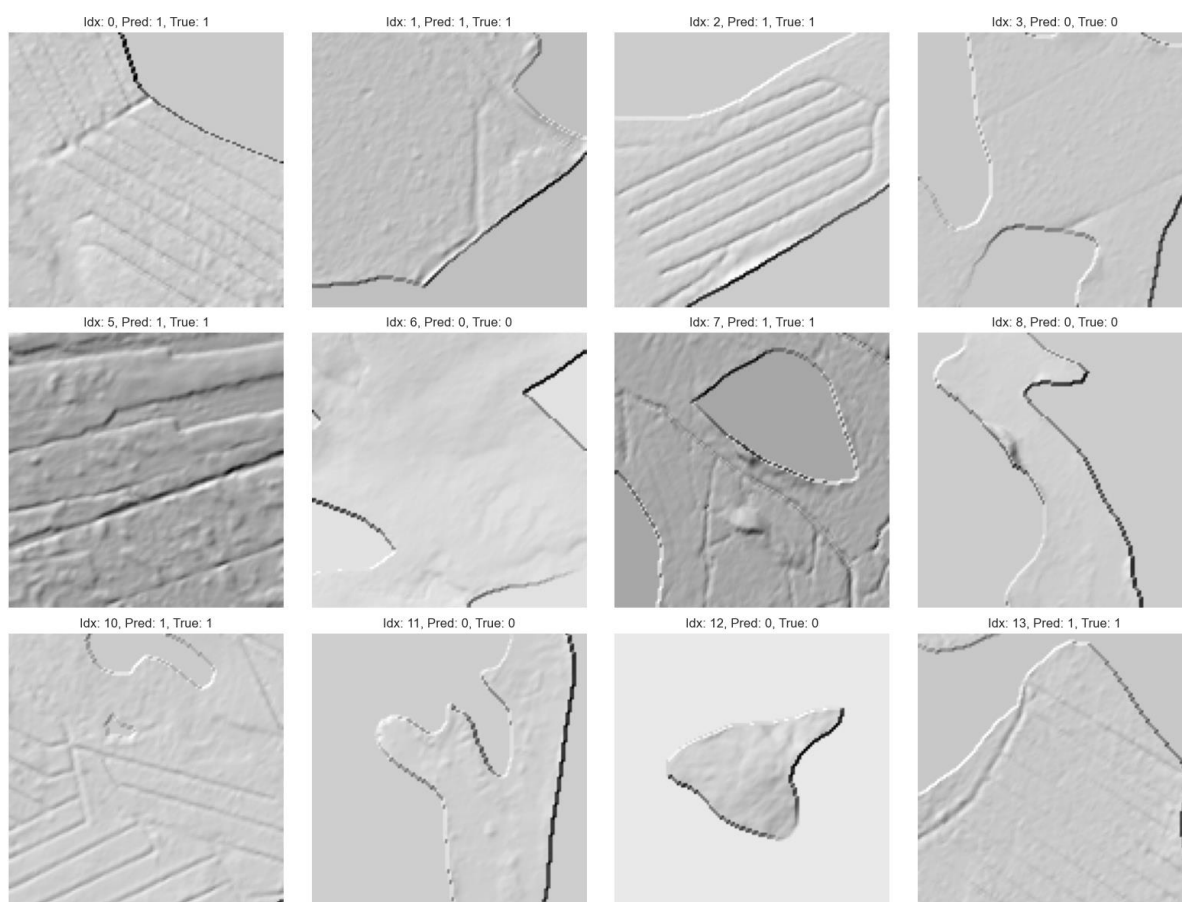 Idx: 0, Pred: 1, True: 1
Idx: 1, Pred: 1, True: 1
Idx: 2, Pred: 1, True: 1
Idx: 3, Pred: 0, True: 0
Idx: 5, Pred: 1, True: 1
Idx: 6, Pred: 0, True: 0
Idx: 7, Pred: 1, True: 1
Idx: 8, Pred: 0, True: 0
Idx: 10, Pred: 1, True: 1
Idx: 11, Pred: 0, True: 0
Idx: 12, Pred: 0, True: 0
Idx: 13, Pred: 1, True: 1